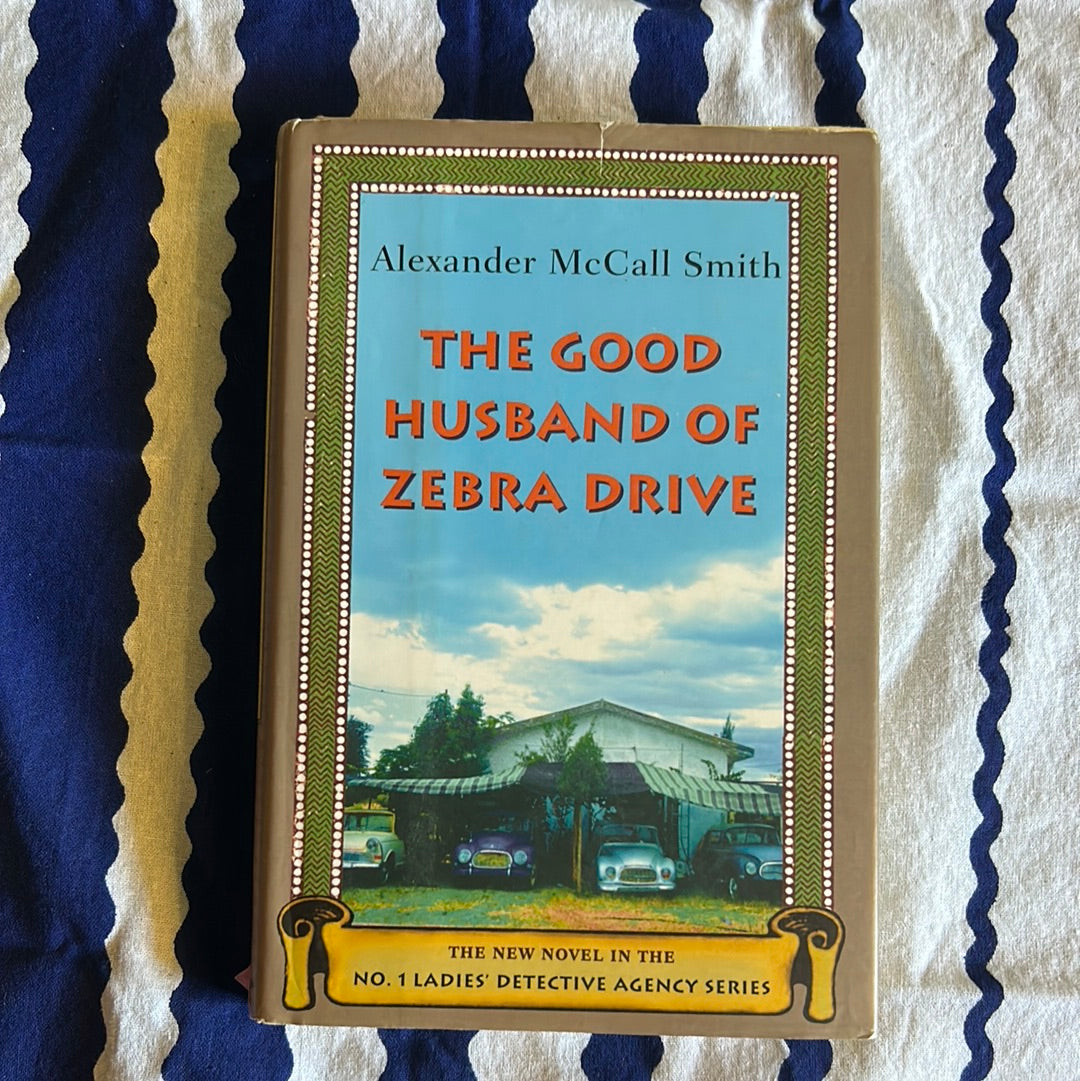 Alexander McCall Smith
THE GOOD
HUSBAND OF
ZEBRA DRIVE
THE NEW NOVEL IN THE
NO. 1 LADIES' DETECTIVE AGENCY SERIES